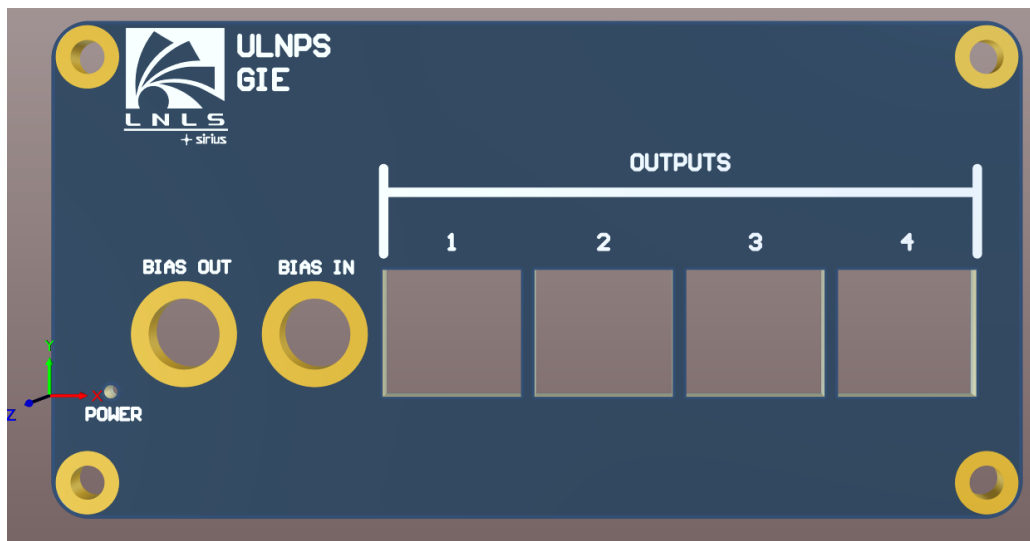 ULNPS
GIE
LNLS
sirius
OUTPUTS
1 2 3 4
BIAS OUT BIAS IN
Y
X
Z
POWER